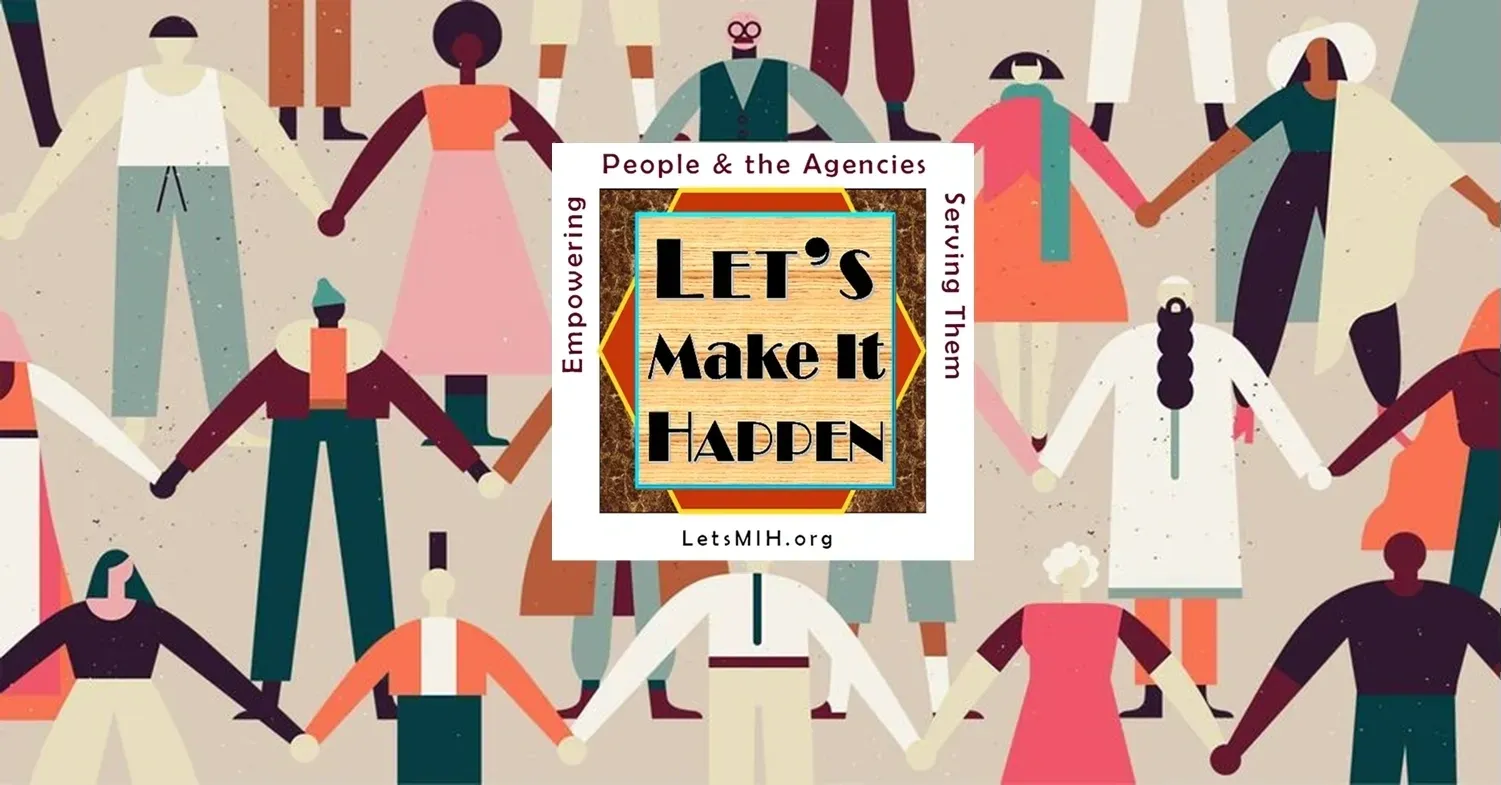 Empowering
People & the Agencies
Serving Them
Let's
Make It
Happen
LetsMIH.org